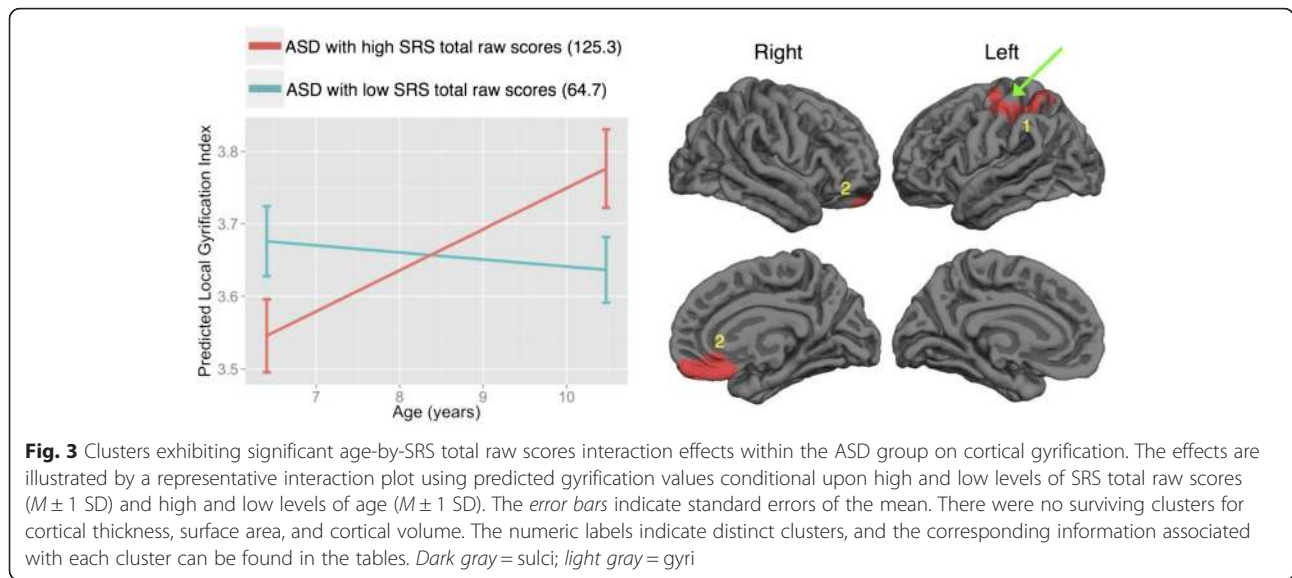 ASD with high SRS total raw scores (125.3)
ASD with low SRS total raw scores (64.7)
Predicted Local Gyrification Index
3.8
3.7
3.6
3.5
7 8 9 10
Age (years)
Right Left
1
2
2
Fig. 3 Clusters exhibiting significant age-by-SRS total raw scores interaction effects within the ASD group on cortical gyrification. The effects are
illustrated by a representative interaction plot using predicted gyrification values conditional upon high and low levels of SRS total raw scores
(M ± 1 SD) and high and low levels of age (M ± 1 SD). The error bars indicate standard errors of the mean. There were no surviving clusters for
cortical thickness, surface area, and cortical volume. The numeric labels indicate distinct clusters, and the corresponding information associated
with each cluster can be found in the tables. Dark gray = sulci; light gray = gyri